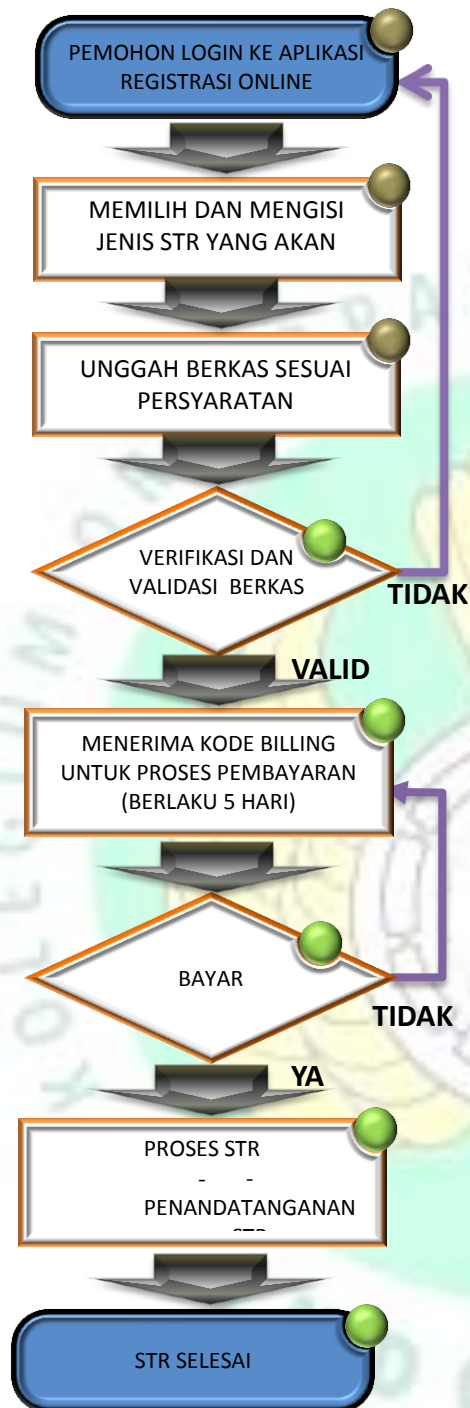 PEMOHON LOGIN KE APLIKASI
REGISTRASI ONLINE
MEMILIH DAN MENGISI
JENIS STR YANG AKAN
UNGGAH BERKAS SESUAI
PERSYARATAN
VERIFIKASI DAN
VALIDASI BERKAS
TIDAK
VALID
MENERIMA KODE BILLING
UNTUK PROSES PEMBAYARAN
(BERLAKU 5 HARI)
BAYAR
TIDAK
YA
PROSES STR
- -
PENANDATANGANAN
STR SELESAI